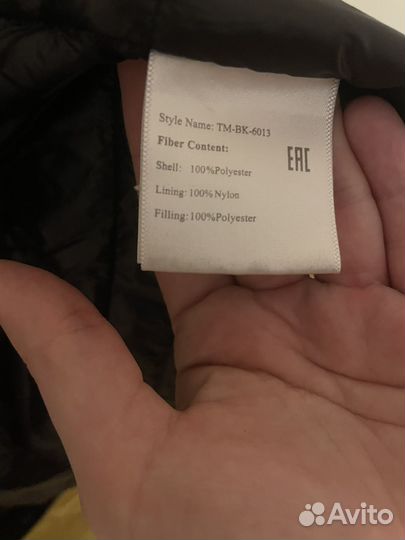 Style Name: TM-BK-6013
Fiber Content:
EAC
Shell: 100%Polyester
Lining: 100%Nylon
Filling: 100%Polyester
Avito